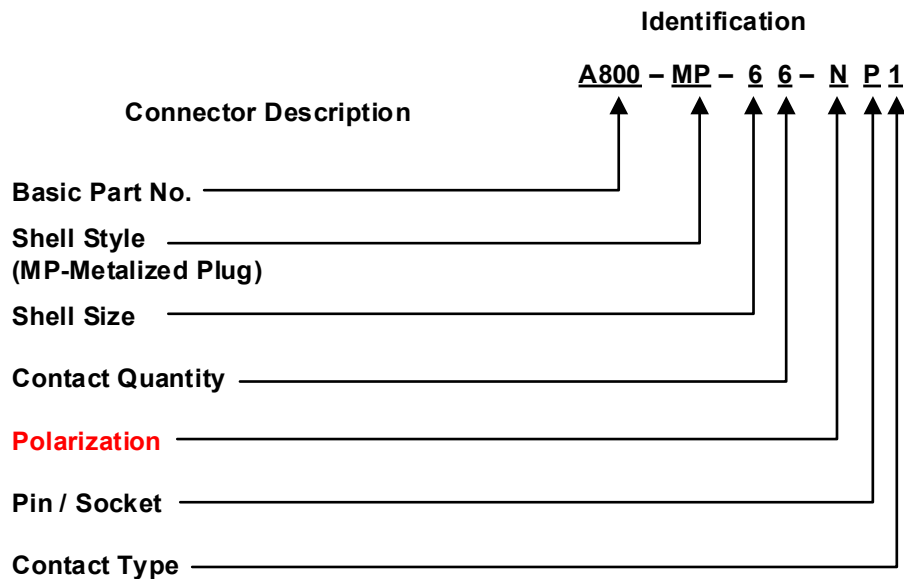 Identification
A800 – MP – 6 6 – N P 1
Connector Description
Basic Part No.
Shell Style
(MP-Metalized Plug)
Shell Size
Contact Quantity
Polarization
Pin / Socket
Contact Type